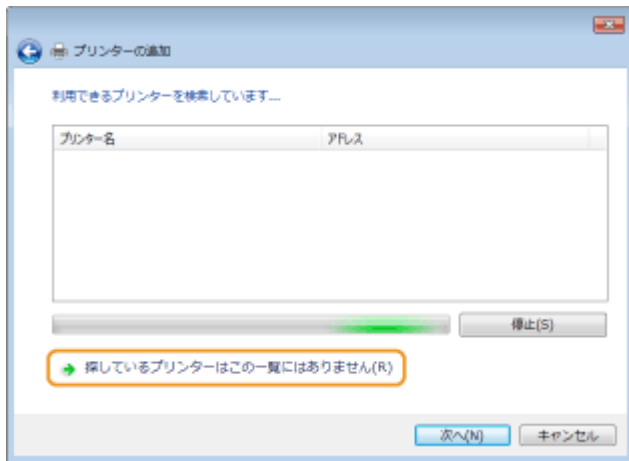 プリンターの追加
利用できるプリンターを検索しています...
プリンター名 アドレス
停止(S)
探しているプリンターはこの一覧にはありません(R)
次へ(N) キャンセル